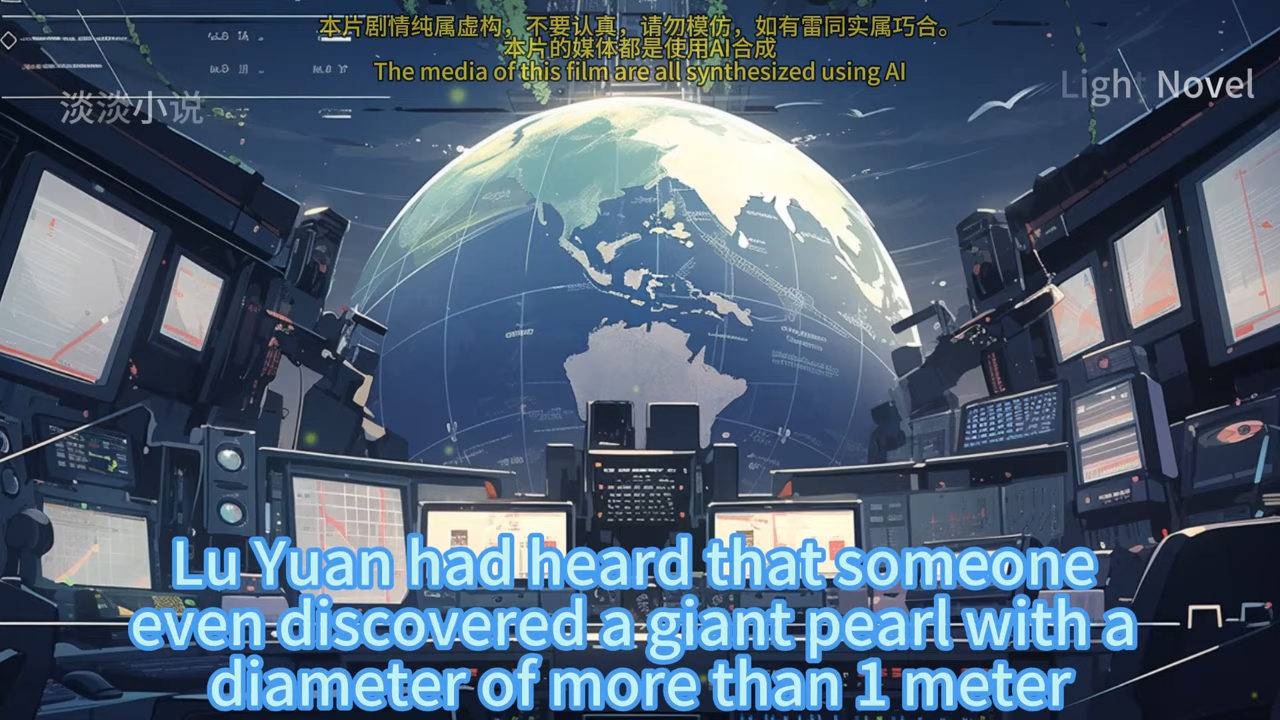 本片剧情纯属虚构，不要认真，请勿模仿，如有雷同实属巧合。
本片的媒体都是使用AI合成
The media of this film are all synthesized using AI
淡淡小说
Light Novel
Lu Yuan had heard that someone
even discovered a giant pearl with a
diameter of more than 1 meter